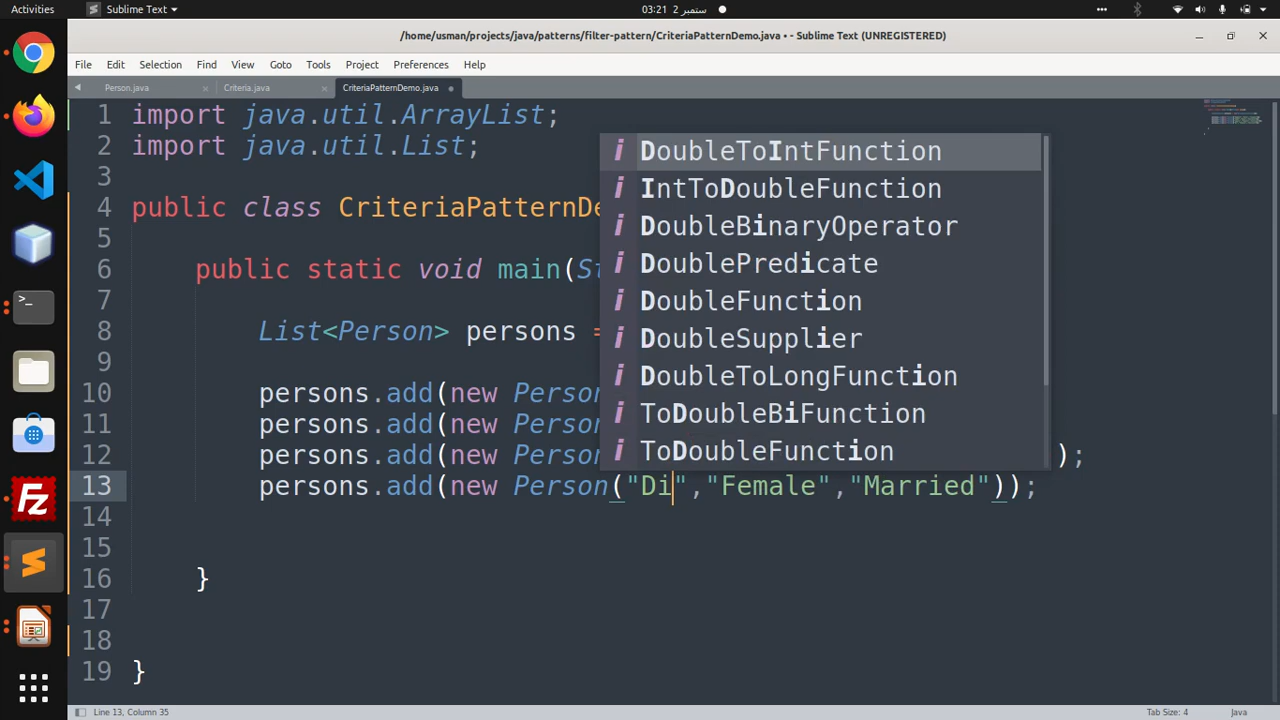 Activities
Sublime Text
03:21 2 ستمبر
/home/usman/projects/java/patterns/filter-pattern/CriteriaPatternDemo.java • - Sublime Text (UNREGISTERED)
File Edit Selection Find View Goto Tools Project Preferences Help
Person.java
Criteria.java
CriteriaPatternDemo.java
1 import java.util.ArrayList;
2 import java.util.List;
3
4 public class CriteriaPatternDe
5
6 public static void main(St
7
8 List<Person> persons =
9
10 persons.add(new Person
11 persons.add(new Person
12 persons.add(new Person );
13 persons.add(new Person("Di","Female","Married"));
14
15
16 }
17
18
19 }
i DoubleToIntFunction
i IntToDoubleFunction
i DoubleBinaryOperator
i DoublePredicate
i DoubleFunction
i DoubleSupplier
i DoubleToLongFunction
i ToDoubleBiFunction
i ToDoubleFunction
Line 13, Column 35
Tab Size: 4
Java